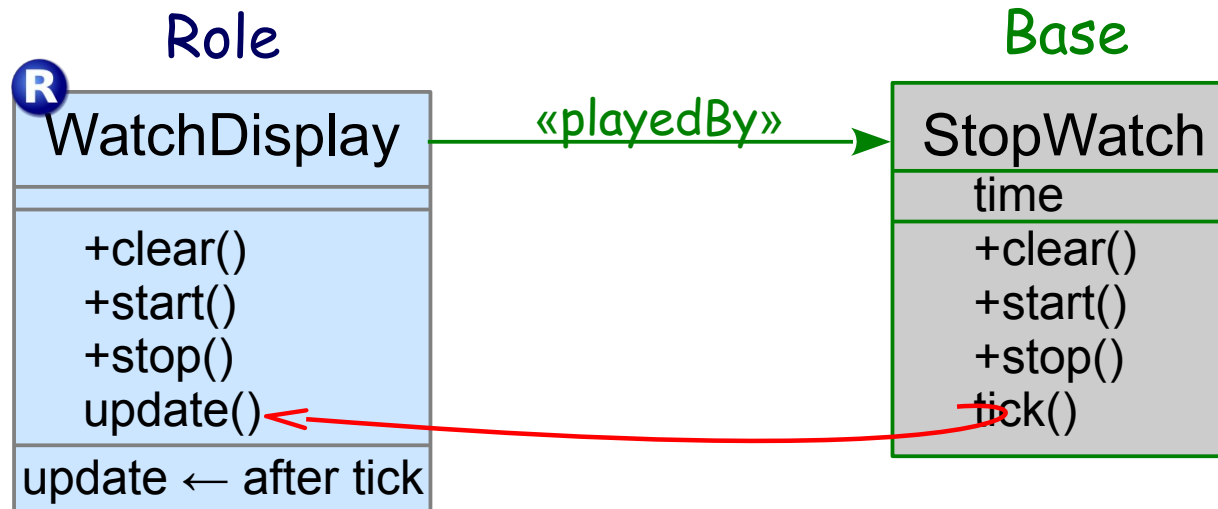 Role
Base
R
WatchDisplay
«playedBy»
StopWatch
time
+clear()
+start()
+stop()
update()
+clear()
+start()
+stop()
tick()
update ← after tick